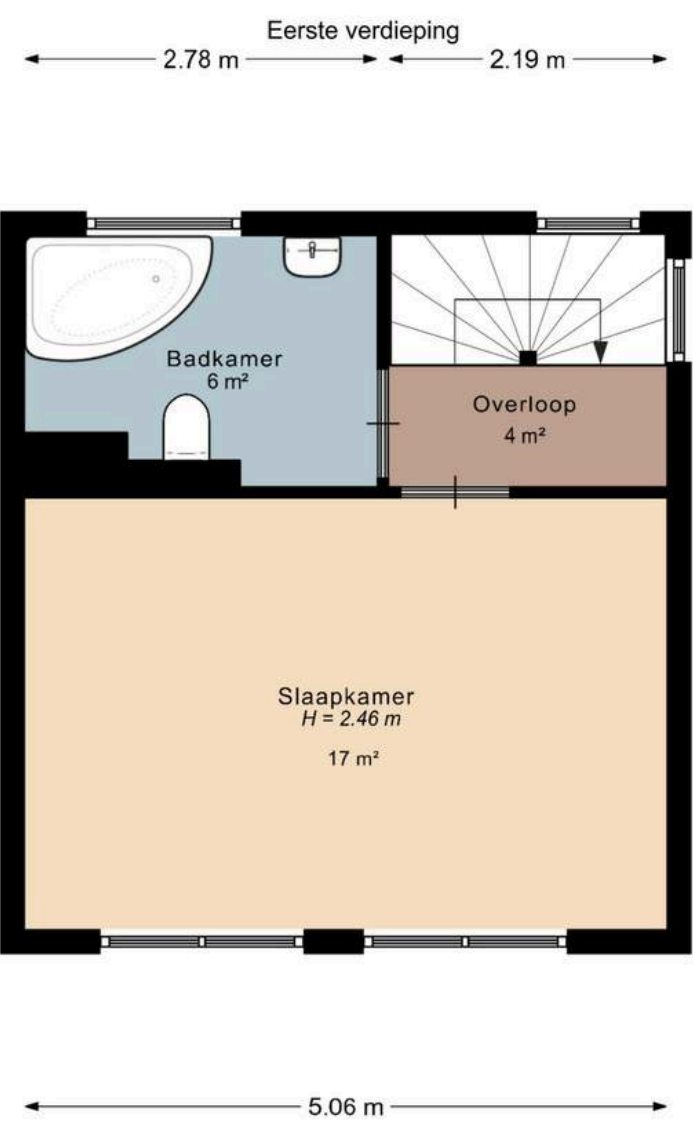 Eerste verdieping
2.78 m
2.19 m
Badkamer
6 m²
Overloop
4 m²
Slaapkamer
H = 2.46 m
17 m²
5.06 m